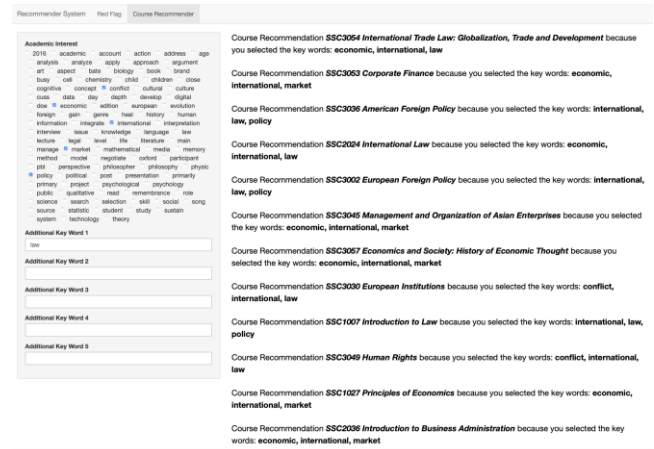 Recommender System Red Flag Course Recommender
Academic Interest
2016 academic account action address age
analysis analyze apply approach argument
art aspect bate biology book brand
busy cell chemistry child children close
cognitive concept conflict cultural culture
cuss data day depth develop digital
doe economic edition european evolution
foreign gain genre heal history human
information integrate international interpretation
interview issue knowledge language law
lecture legal level life literature main
manage market mathematical media memory
method model negotiate oxford participant
pbl perspective philosopher philosophy physic
policy political post presentation primarily
primary project psychological psychology
public qualitative read remembrance role
science search selection skill social song
source statistic student study sustain
system technology theory
Additional Key Word 1
law
Additional Key Word 2
Additional Key Word 3
Additional Key Word 4
Additional Key Word 5
Course Recommendation SSC3054 International Trade Law: Globalization, Trade and Development because
you selected the key words: economic, international, law
Course Recommendation SSC3053 Corporate Finance because you selected the key words: economic,
international, market
Course Recommendation SSC3036 American Foreign Policy because you selected the key words: international,
law, policy
Course Recommendation SSC2024 International Law because you selected the key words: economic,
international, law
Course Recommendation SSC3002 European Foreign Policy because you selected the key words: international,
law, policy
Course Recommendation SSC3045 Management and Organization of Asian Enterprises because you selected
the key words: economic, international, market
Course Recommendation SSC3057 Economics and Society: History of Economic Thought because you
selected the key words: economic, international, market
Course Recommendation SSC3030 European Institutions because you selected the key words: conflict,
international, law
Course Recommendation SSC1007 Introduction to Law because you selected the key words: international, law,
policy
Course Recommendation SSC3049 Human Rights because you selected the key words: conflict, international,
law
Course Recommendation SSC1027 Principles of Economics because you selected the key words: economic,
international, market
Course Recommendation SSC2036 Introduction to Business Administration because you selected the key
words: economic, international, market